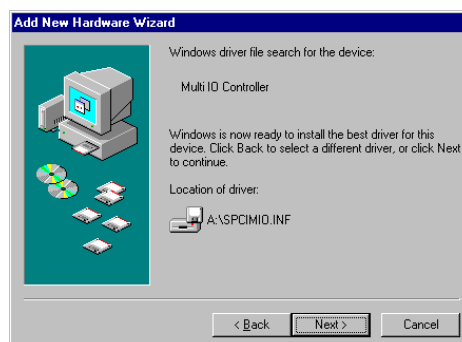 Add New Hardware Wizard
Windows driver file search for the device:
Multi IO Controller
Windows is now ready to install the best driver for this
device. Click Back to select a different driver, or click Next
to continue.
Location of driver:
A:\SPCIMIO.INF
< Back
Next >
Cancel